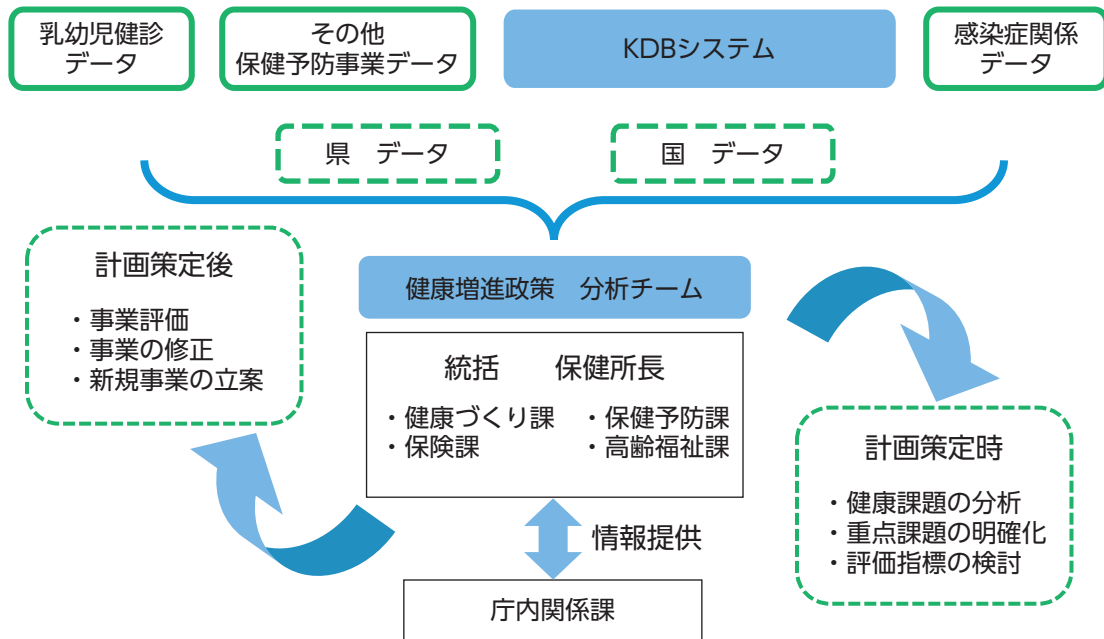 乳幼児健診
データ
その他
保健予防事業データ
KDBシステム
感染症関係
データ
県　データ
国　データ
計画策定後
・事業評価
・事業の修正
・新規事業の立案
健康増進政策　分析チーム
統括　　保健所長
・健康づくり課　・保健予防課
・保険課　　　　・高齢福祉課
計画策定時
・健康課題の分析
・重点課題の明確化
・評価指標の検討
情報提供
庁内関係課